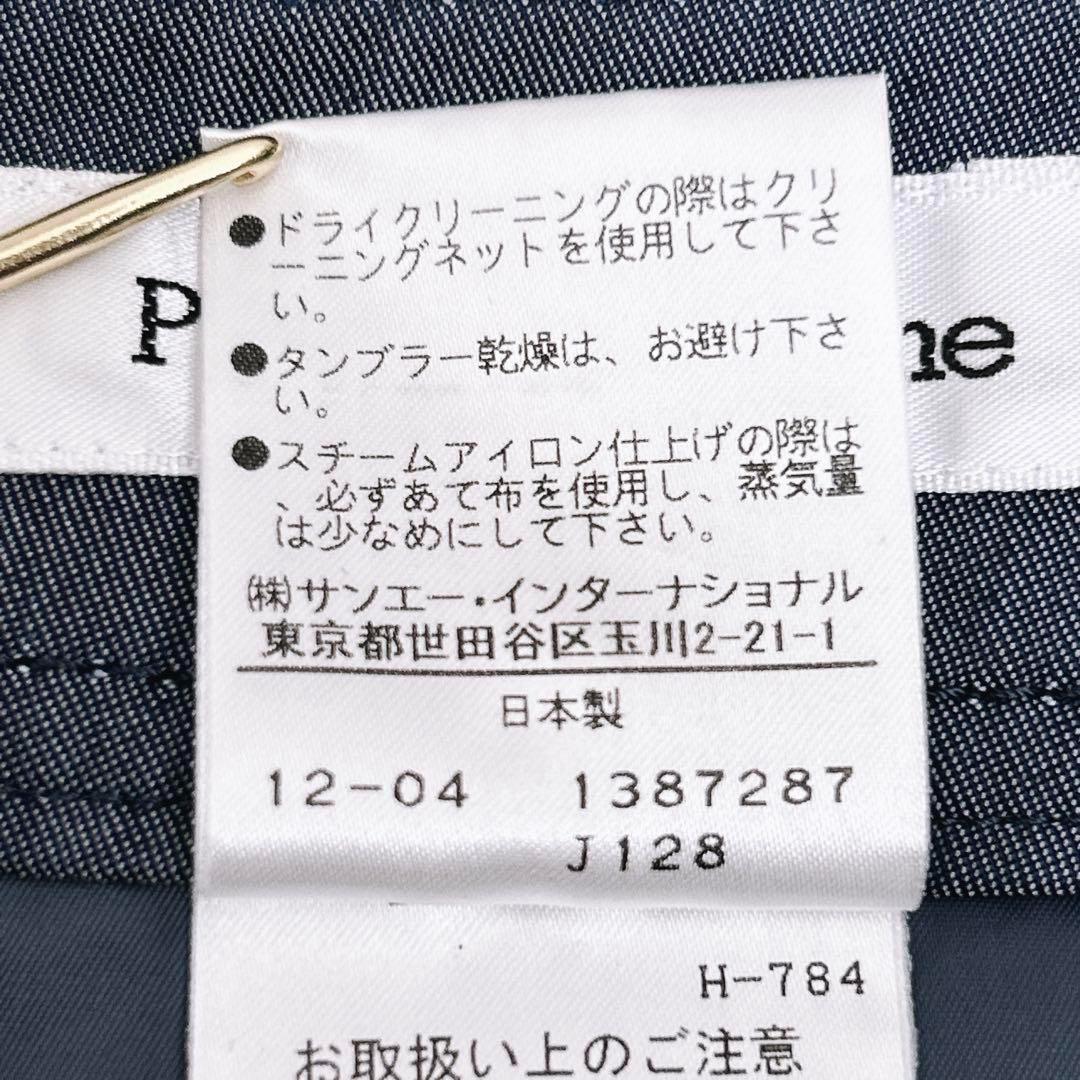 ●ドライクリーニングの際はクリ
ーニングネットを使用して下さ
い。
●タンブラー乾燥は、お避け下さ
い。
●スチームアイロン仕上げの際は
、必ずあて布を使用し、蒸気量
は少なめにして下さい。
㈱サンエー・インターナショナル
東京都世田谷区玉川2-21-1
日本製
12-04 1387287
J128
H-784
お取扱い上のご注意